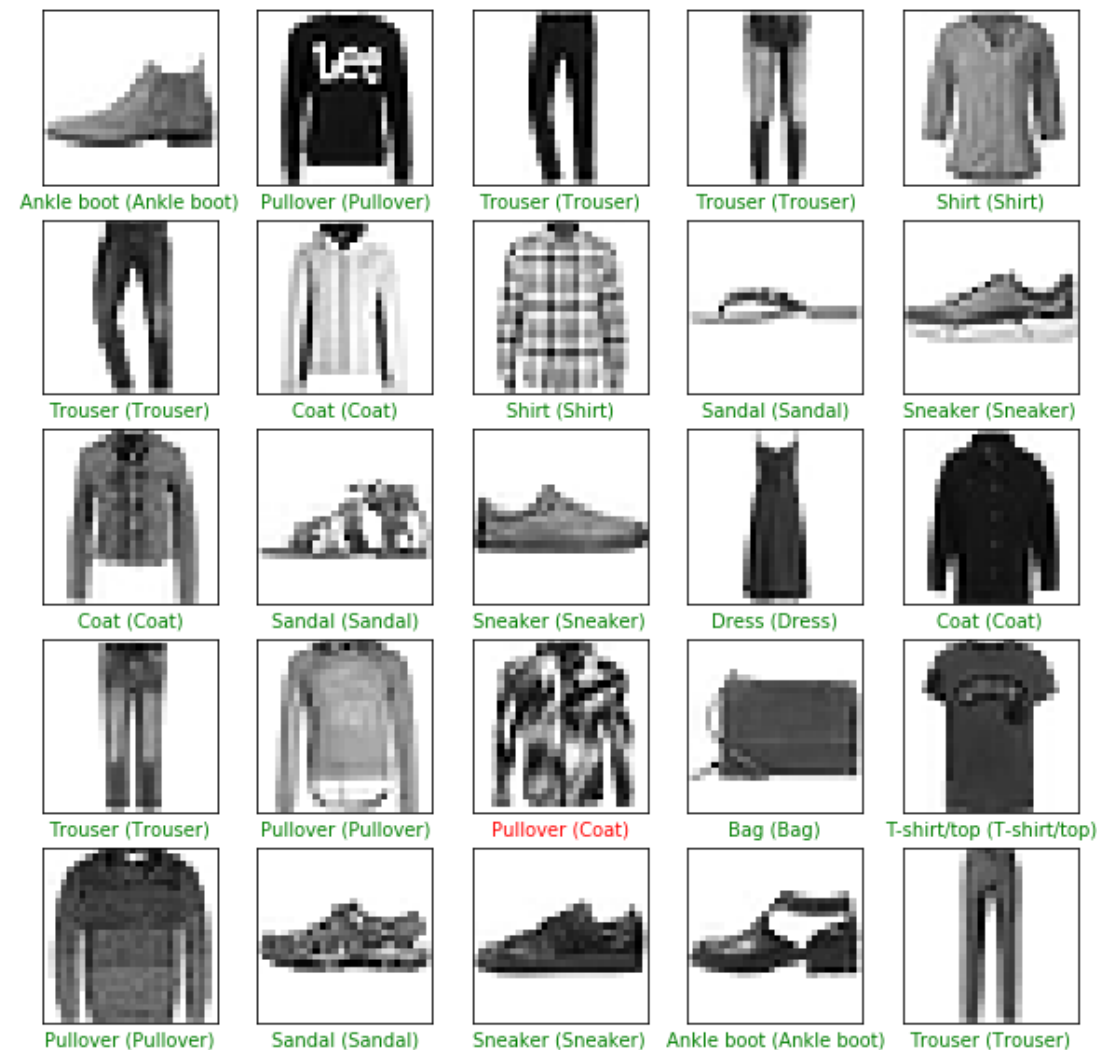 Lee
Ankle boot (Ankle boot)
Pullover (Pullover)
Trouser (Trouser)
Trouser (Trouser)
Shirt (Shirt)
Trouser (Trouser)
Coat (Coat)
Shirt (Shirt)
Sandal (Sandal)
Sneaker (Sneaker)
Coat (Coat)
Sandal (Sandal)
Sneaker (Sneaker)
Dress (Dress)
Coat (Coat)
Trouser (Trouser)
Pullover (Pullover)
Pullover (Coat)
Bag (Bag)
T-shirt/top (T-shirt/top)
Pullover (Pullover)
Sandal (Sandal)
Sneaker (Sneaker)
Ankle boot (Ankle boot)
Trouser (Trouser)